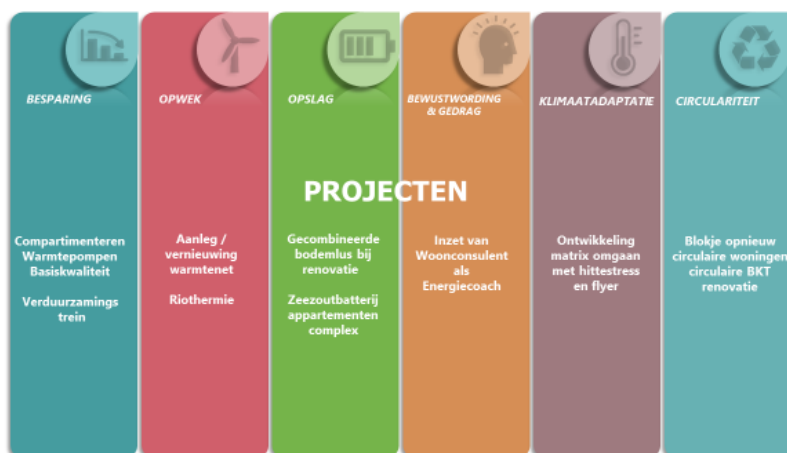 BESPARING
OPWEK
OPSLAG
BEWUSTWORDING
& GEDRAG
KLIMAATADAPTATIE
CIRCULARITEIT
PROJECTEN
Compartimenteren
Warmtepompen
Basiskwaliteit
Verduurzamings
trein
Aanleg /
vernieuwing
warmtenet
Riothermie
Gecombineerde
bodemlus bij
renovatie
Zeezoutbatterij
appartementen
complex
Inzet van
Woonconsulent
als
Energiecoach
Ontwikkeling
matrix omgaan
met hittestress
en flyer
Blokje opnieuw
circulaire woningen
circulaire BKT
renovatie